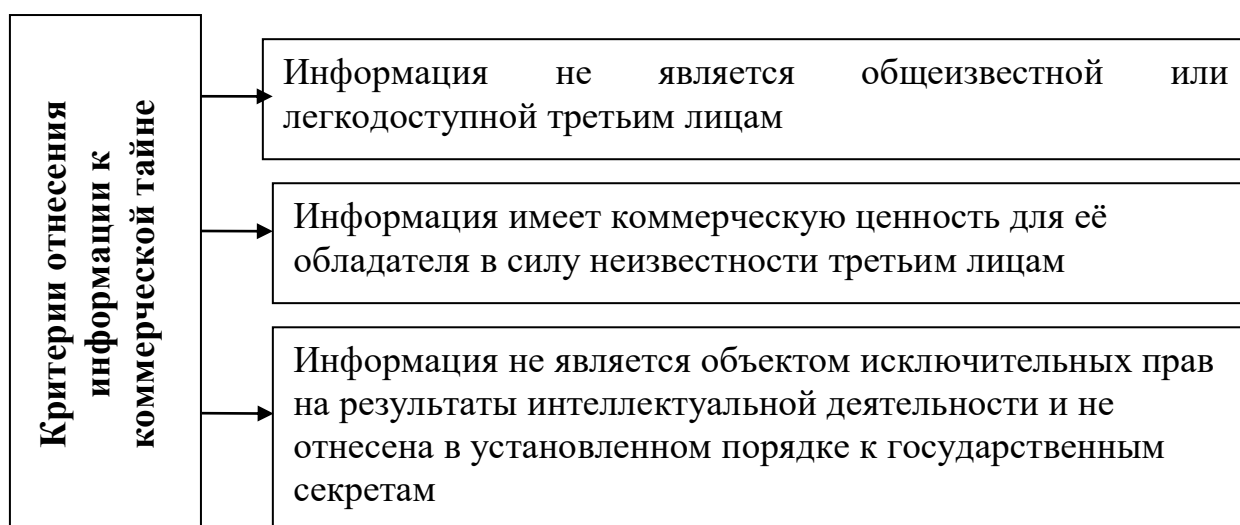 Критерии отнесения
информации к
коммерческой тайне
Информация не является общеизвестной или
легкодоступной третьим лицам
Информация имеет коммерческую ценность для её
обладателя в силу неизвестности третьим лицам
Информация не является объектом исключительных прав
на результаты интеллектуальной деятельности и не
отнесена в установленном порядке к государственным
секретам